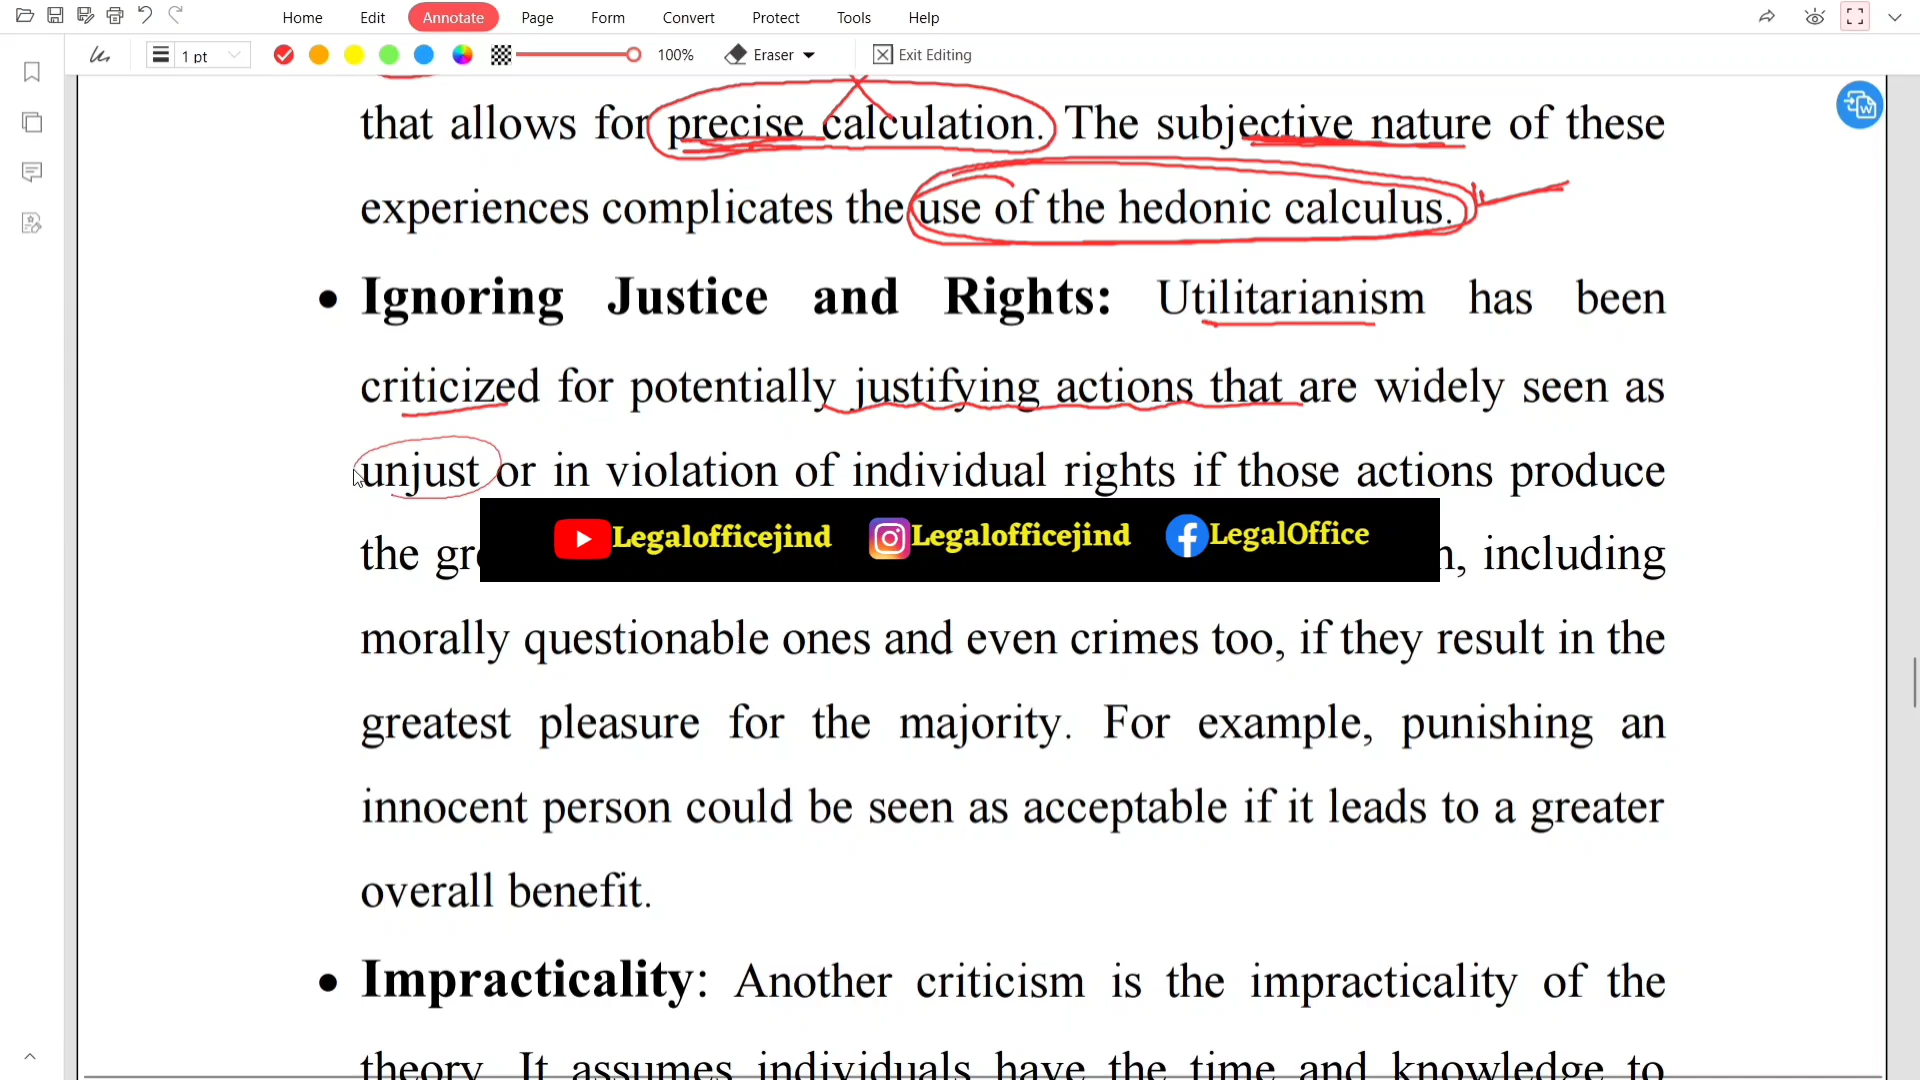 Home Edit Annotate Page Form Convert Protect Tools Help
1 pt 100% Eraser Exit Editing
that allows for precise calculation. The subjective nature of these
experiences complicates the use of the hedonic calculus.
• Ignoring Justice and Rights: Utilitarianism has been
criticized for potentially justifying actions that are widely seen as
unjust or in violation of individual rights if those actions produce
the including
Legalofficejind Legalofficejind LegalOffice
morally questionable ones and even crimes too, if they result in the
greatest pleasure for the majority. For example, punishing an
innocent person could be seen as acceptable if it leads to a greater
overall benefit.
• Impracticality: Another criticism is the impracticality of the
theory. It assumes individuals have the time and knowledge to